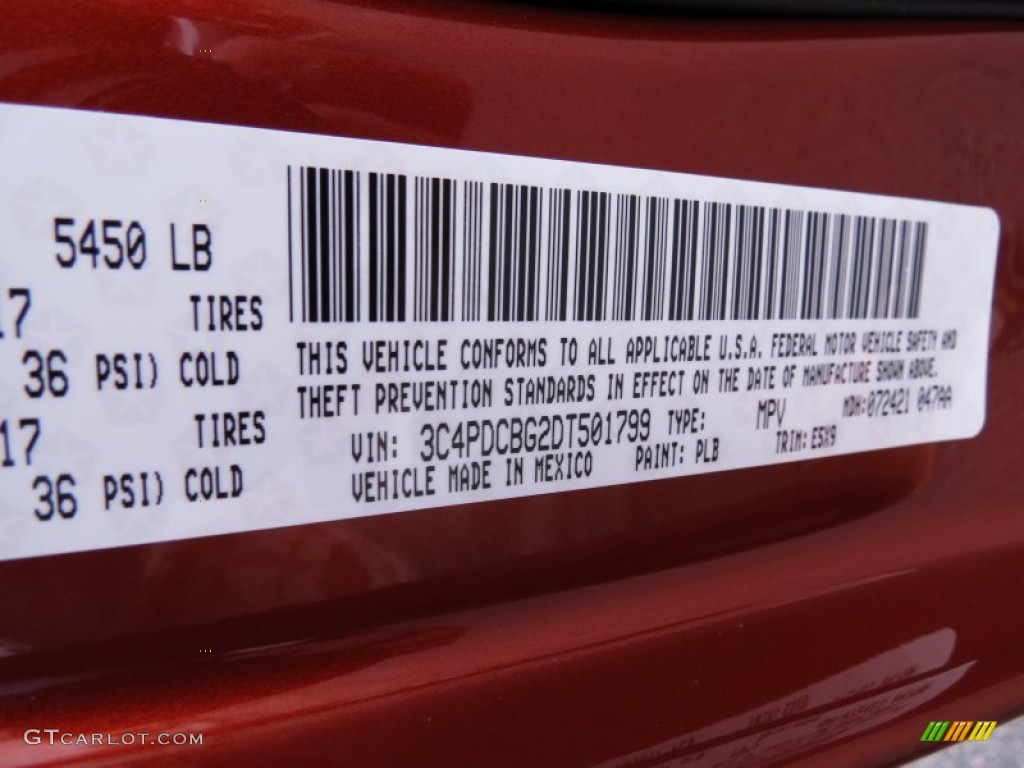 5450 LB
17 TIRES
36 PSI) COLD
17 TIRES
36 PSI) COLD
THIS VEHICLE CONFORMS TO ALL APPLICABLE U.S.A. FEDERAL MOTOR VEHICLE SAFETY AND
THEFT PREVENTION STANDARDS IN EFFECT ON THE DATE OF MANUFACTURE SHOWN ABOVE.
VIN: 3C4PDCBG2DT501799 TYPE: MPV MDH:072421 047AA
VEHICLE MADE IN MEXICO PAINT: PLB TRIM: E5X9
GTCARLOT.COM